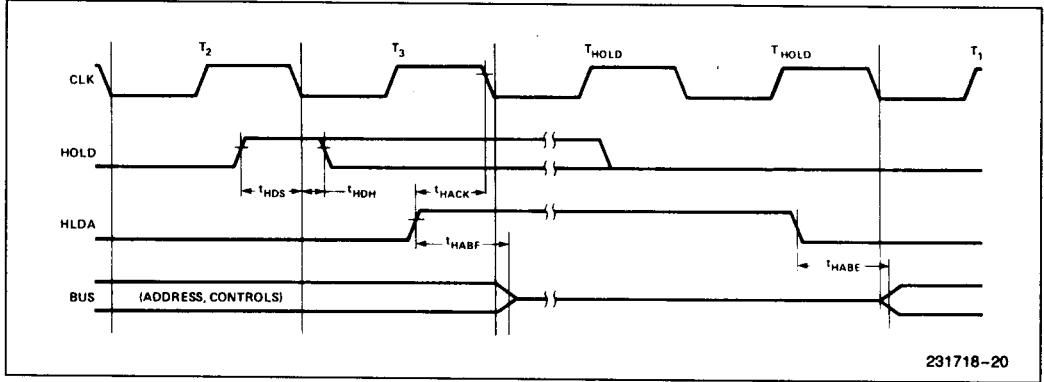 T2 T3 THOLD THOLD T1
CLK
HOLD
tHDS tHDH tHACK
HLDA
tHABF
tHABE
BUS (ADDRESS, CONTROLS)
231718-20